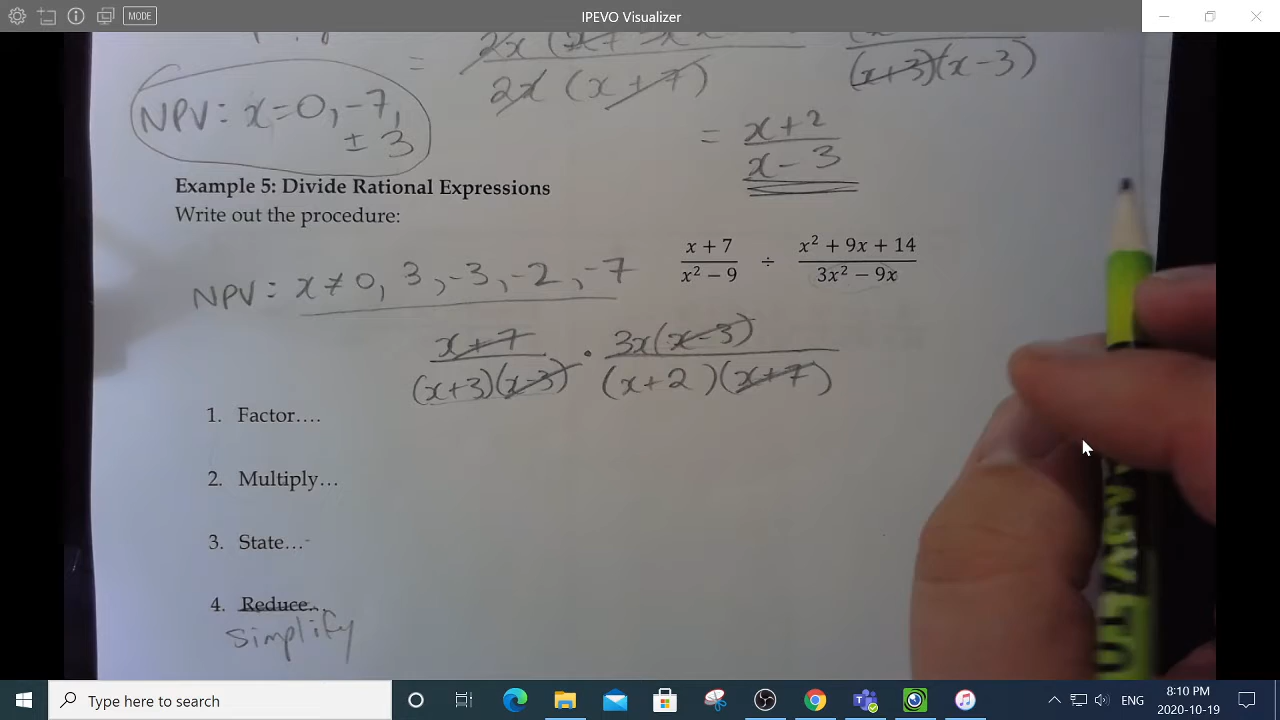 IPEVO Visualizer
MODE
2x (
= 2x (x+7)
(x+3)(x-3)
NPV: x=0, -7,
± 3
= x+2
x-3
Example 5: Divide Rational Expressions
Write out the procedure:
x + 7 ÷ x² + 9x + 14
x² − 9 3x² − 9x
NPV: x≠0, 3, -3, -2, -7
x+7 · 3x(x-3)
(x+3)(x-3) (x+2)(x+7)
1. Factor….
2. Multiply…
3. State…
4. Reduce..
Simplify
Type here to search
ENG
8:10 PM
2020-10-19